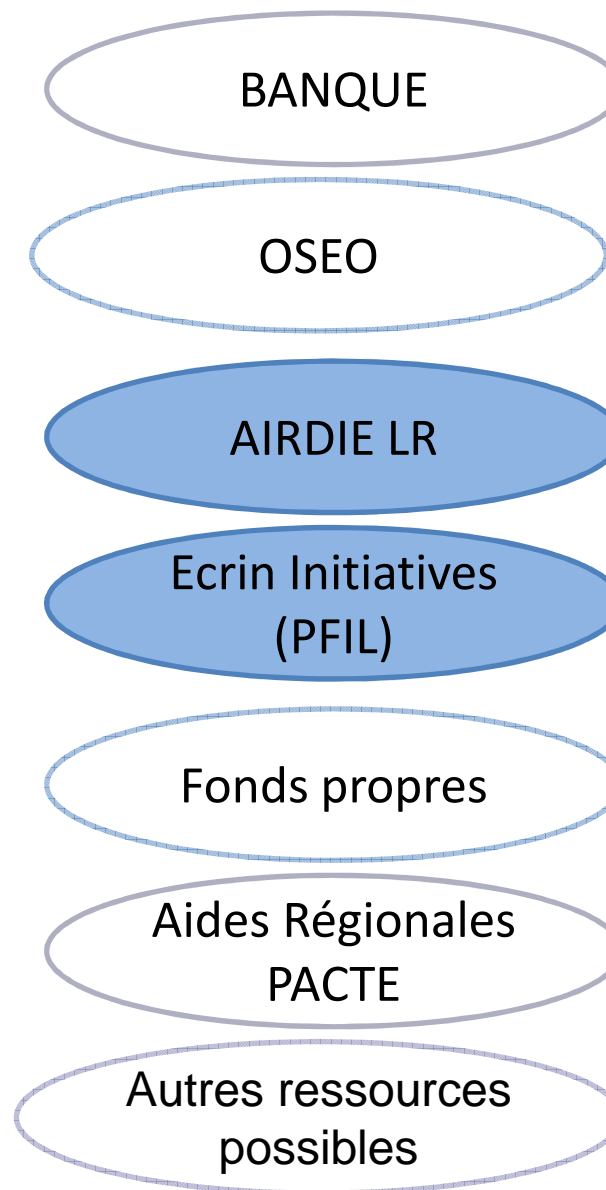 BANQUE
OSEO
AIRDIE LR
Ecrin Initiatives
(PFIL)
Fonds propres
Aides Régionales
PACTE
Autres ressources
possibles